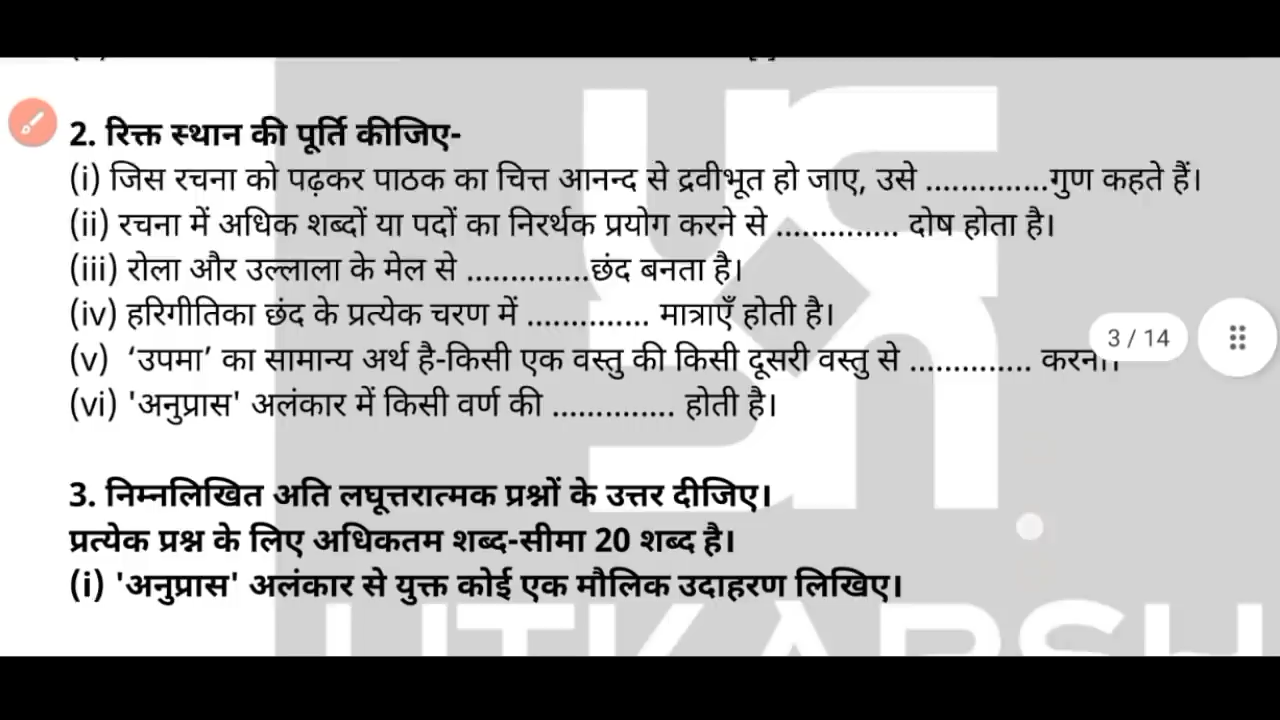 2. रिक्त स्थान की पूर्ति कीजिए-
(i) जिस रचना को पढ़कर पाठक का चित्त आनन्द से द्रवीभूत हो जाए, उसे ..............गुण कहते हैं।
(ii) रचना में अधिक शब्दों या पदों का निरर्थक प्रयोग करने से .............. दोष होता है।
(iii) रोला और उल्लाला के मेल से ..............छंद बनता है।
(iv) हरिगीतिका छंद के प्रत्येक चरण में .............. मात्राएँ होती है।
3 / 14
(v) ‘उपमा’ का सामान्य अर्थ है-किसी एक वस्तु की किसी दूसरी वस्तु से .............. करना।
(vi) 'अनुप्रास' अलंकार में किसी वर्ण की .............. होती है।
3. निम्नलिखित अति लघूत्तरात्मक प्रश्नों के उत्तर दीजिए।
प्रत्येक प्रश्न के लिए अधिकतम शब्द-सीमा 20 शब्द है।
(i) 'अनुप्रास' अलंकार से युक्त कोई एक मौलिक उदाहरण लिखिए।
UTKARSH